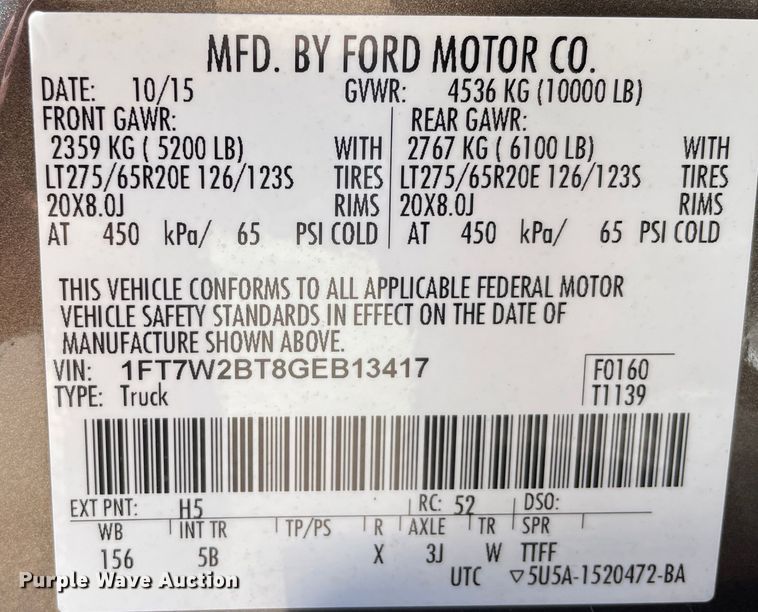 MFD. BY FORD MOTOR CO.
DATE: 10/15 GVWR: 4536 KG (10000 LB)
FRONT GAWR: REAR GAWR:
2359 KG ( 5200 LB) WITH 2767 KG ( 6100 LB) WITH
LT275/65R20E 126/123S TIRES LT275/65R20E 126/123S TIRES
20X8.0J RIMS 20X8.0J RIMS
AT 450 kPa/ 65 PSI COLD AT 450 kPa/ 65 PSI COLD
THIS VEHICLE CONFORMS TO ALL APPLICABLE FEDERAL MOTOR
VEHICLE SAFETY STANDARDS IN EFFECT ON THE DATE OF
MANUFACTURE SHOWN ABOVE.
VIN: 1FT7W2BT8GEB13417 F0160
TYPE: Truck T1139
EXT PNT: H5 RC: 52 DSO:
WB INT TR TP/PS R AXLE TR SPR
156 5B X 3J W TTFF
UTC ▽5U5A-1520472-BA
Purple Wave Auction